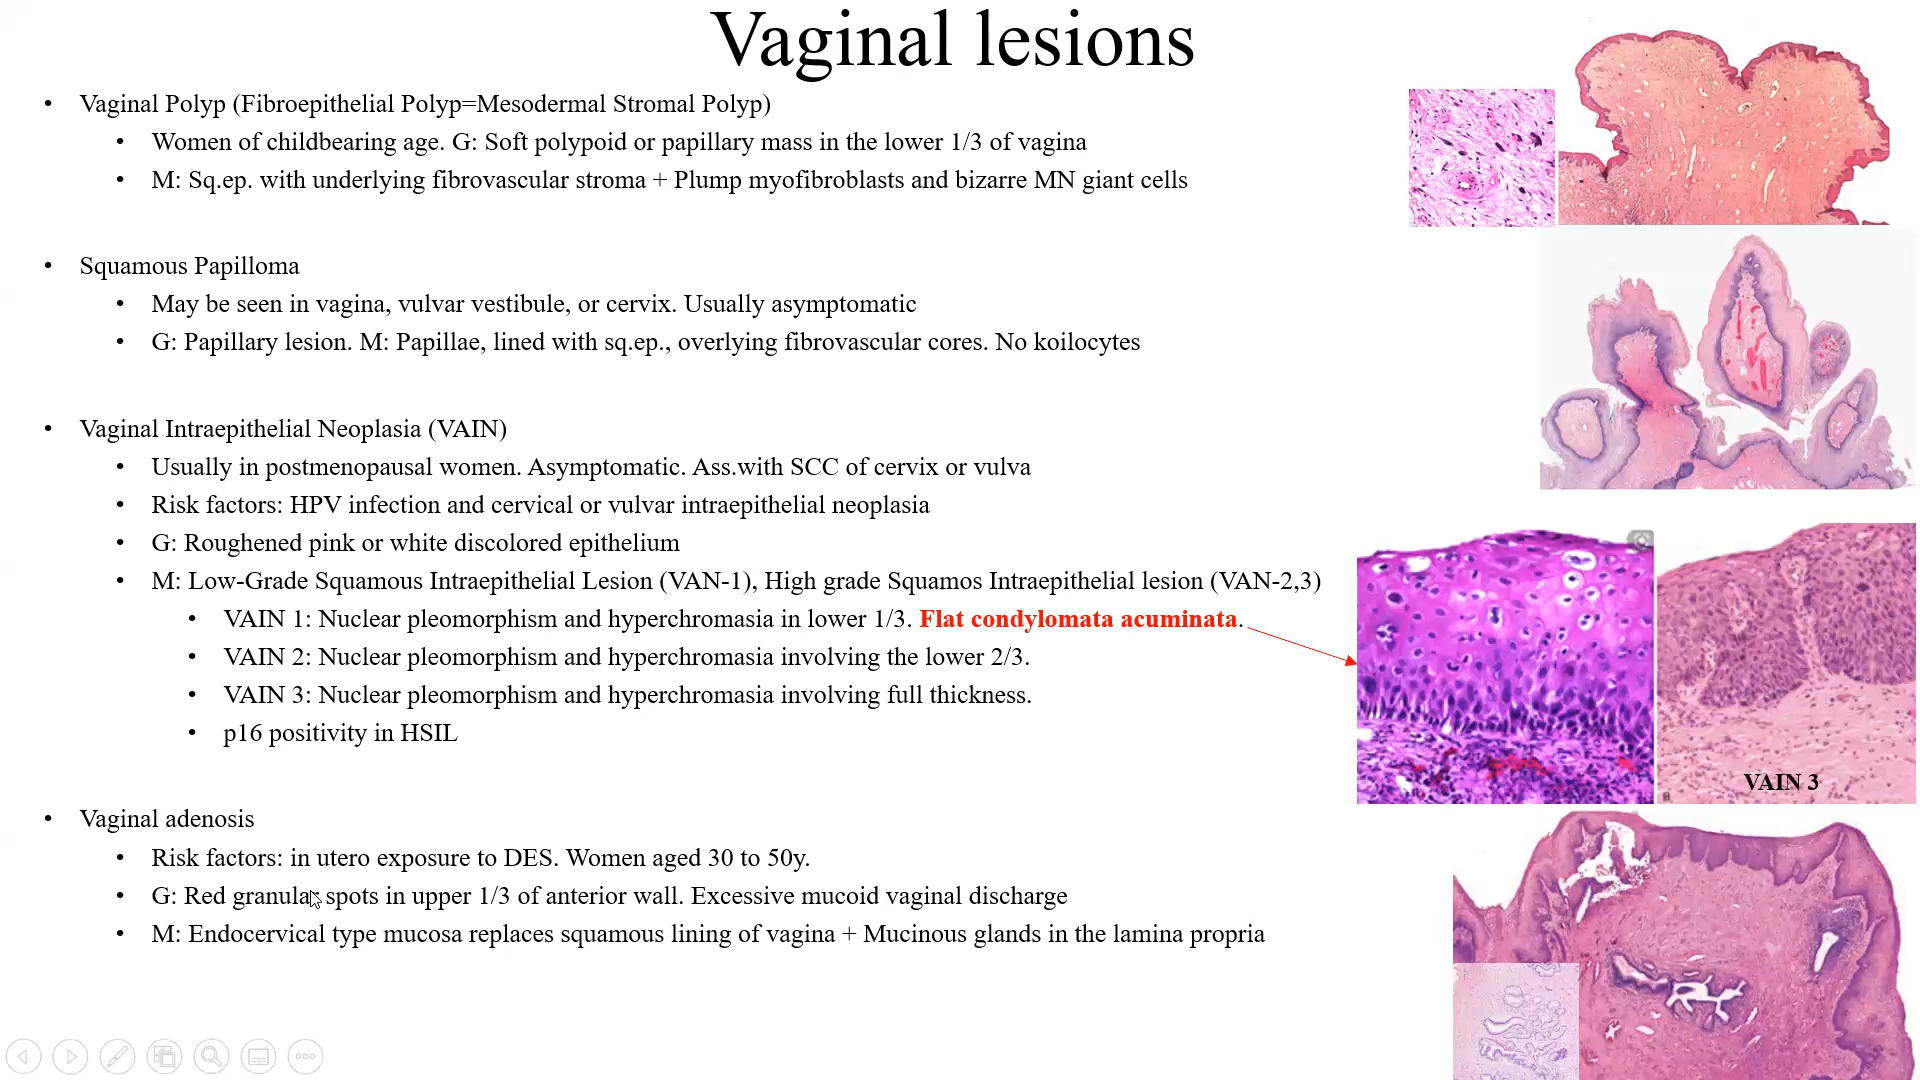 Vaginal lesions
• Vaginal Polyp (Fibroepithelial Polyp=Mesodermal Stromal Polyp)
• Women of childbearing age. G: Soft polypoid or papillary mass in the lower 1/3 of vagina
• M: Sq.ep. with underlying fibrovascular stroma + Plump myofibroblasts and bizarre MN giant cells
• Squamous Papilloma
• May be seen in vagina, vulvar vestibule, or cervix. Usually asymptomatic
• G: Papillary lesion. M: Papillae, lined with sq.ep., overlying fibrovascular cores. No koilocytes
• Vaginal Intraepithelial Neoplasia (VAIN)
• Usually in postmenopausal women. Asymptomatic. Ass.with SCC of cervix or vulva
• Risk factors: HPV infection and cervical or vulvar intraepithelial neoplasia
• G: Roughened pink or white discolored epithelium
• M: Low-Grade Squamous Intraepithelial Lesion (VAN-1), High grade Squamos Intraepithelial lesion (VAN-2,3)
• VAIN 1: Nuclear pleomorphism and hyperchromasia in lower 1/3. Flat condylomata acuminata.
• VAIN 2: Nuclear pleomorphism and hyperchromasia involving the lower 2/3.
• VAIN 3: Nuclear pleomorphism and hyperchromasia involving full thickness.
• p16 positivity in HSIL
VAIN 3
• Vaginal adenosis
• Risk factors: in utero exposure to DES. Women aged 30 to 50y.
• G: Red granular spots in upper 1/3 of anterior wall. Excessive mucoid vaginal discharge
• M: Endocervical type mucosa replaces squamous lining of vagina + Mucinous glands in the lamina propria